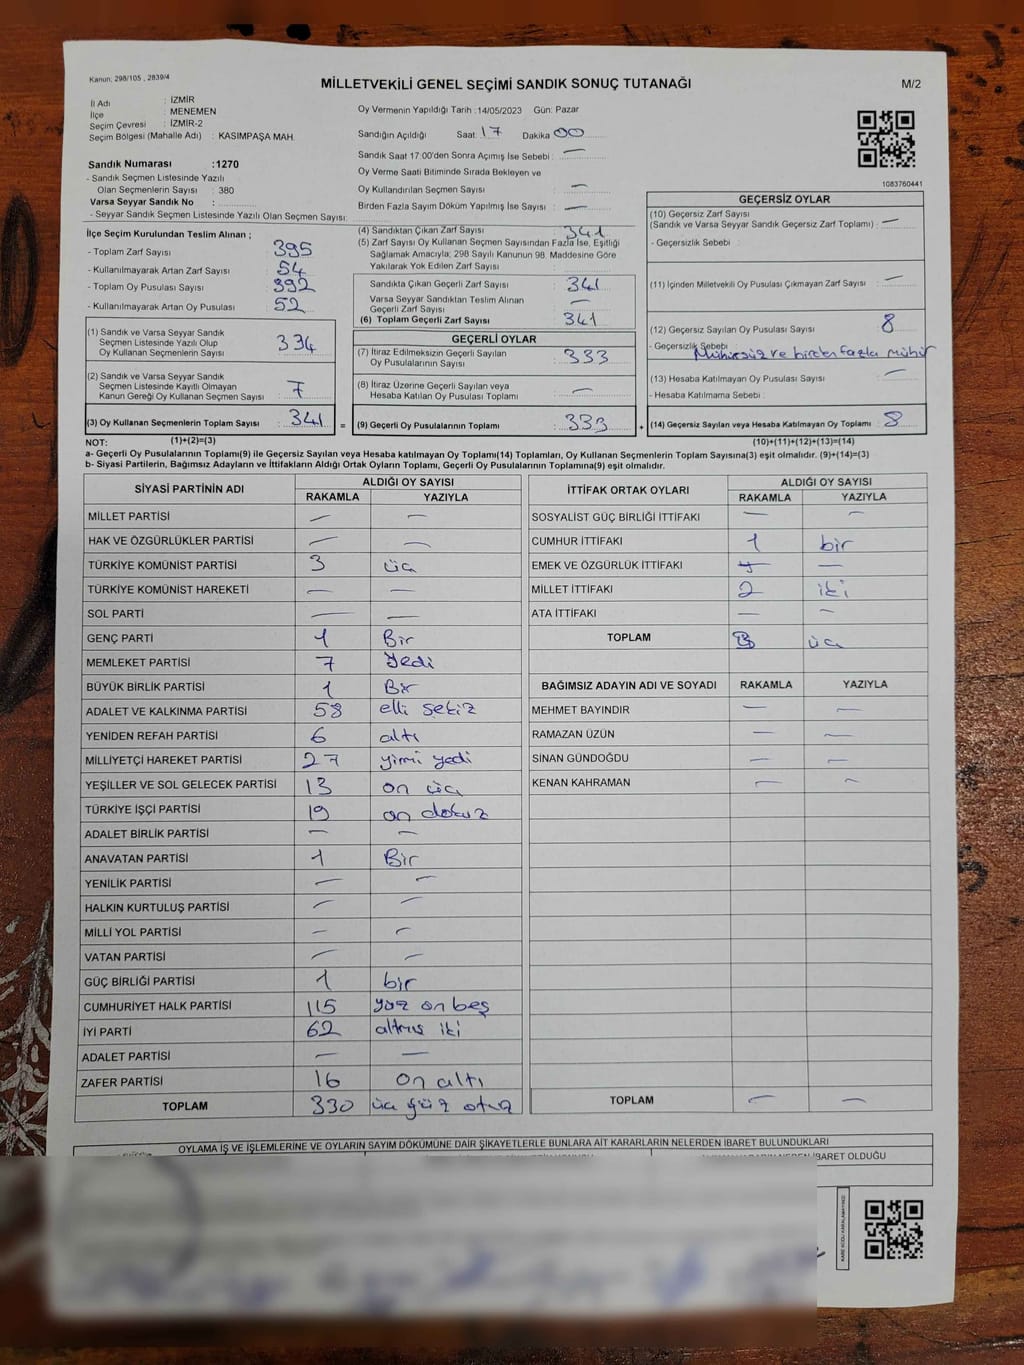 Kanun: 298/105 , 2839/4
MİLLETVEKİLİ GENEL SEÇİMİ SANDIK SONUÇ TUTANAĞI
M/2
İl Adı : İZMİR
İlçe : MENEMEN
Seçim Çevresi : İZMİR-2
Seçim Bölgesi (Mahalle Adı) : KASIMPAŞA MAH.
Sandık Numarası :1270
- Sandık Seçmen Listesinde Yazılı
Olan Seçmenlerin Sayısı : 380
Varsa Seyyar Sandık No :
- Seyyar Sandık Seçmen Listesinde Yazılı Olan Seçmen Sayısı:
Oy Vermenin Yapıldığı Tarih :14/05/2023 Gün: Pazar
Sandığın Açıldığı Saat: 17 Dakika 00
Sandık Saat 17:00'den Sonra Açımış İse Sebebi : —
Oy Verme Saati Bitiminde Sırada Bekleyen ve
Oy Kullandırılan Seçmen Sayısı : —
Birden Fazla Sayım Döküm Yapılmış İse Sayısı : —
1083760441
İlçe Seçim Kurulundan Teslim Alınan ;
- Toplam Zarf Sayısı : 395
- Kullanılmayarak Artan Zarf Sayısı : 54
- Toplam Oy Pusulası Sayısı : 392
- Kullanılmayarak Artan Oy Pusulası : 52
(1) Sandık ve Varsa Seyyar Sandık
Seçmen Listesinde Yazılı Olup
Oy Kullanan Seçmenlerin Sayısı : 334
(2) Sandık ve Varsa Seyyar Sandık
Seçmen Listesinde Kayıtlı Olmayan
Kanun Gereği Oy Kullanan Seçmen Sayısı : 7
(3) Oy Kullanan Seçmenlerin Toplam Sayısı : 341
(4) Sandıktan Çıkan Zarf Sayısı : 341
(5) Zarf Sayısı Oy Kullanan Seçmen Sayısından Fazla İse, Eşitliği
Sağlamak Amacıyla; 298 Sayılı Kanunun 98. Maddesine Göre
Yakılarak Yok Edilen Zarf Sayısı :
Sandıkta Çıkan Geçerli Zarf Sayısı : 341
Varsa Seyyar Sandıktan Teslim Alınan
Geçerli Zarf Sayısı : —
(6) Toplam Geçerli Zarf Sayısı : 341
GEÇERLİ OYLAR
(7) İtiraz Edilmeksizin Geçerli Sayılan
Oy Pusulalarının Sayısı : 333
(8) İtiraz Üzerine Geçerli Sayılan veya
Hesaba Katılan Oy Pusulası Toplamı : —
= (9) Geçerli Oy Pusulalarının Toplamı : 333
GEÇERSİZ OYLAR
(10) Geçersiz Zarf Sayısı
(Sandık ve Varsa Seyyar Sandık Geçersiz Zarf Toplamı) : —
- Geçersizlik Sebebi :
(11) İçinden Milletvekili Oy Pusulası Çıkmayan Zarf Sayısı : —
(12) Geçersiz Sayılan Oy Pusulası Sayısı : 8
- Geçersizlik Sebebi : Mühürsüz ve birden fazla mühür
(13) Hesaba Katılmayan Oy Pusulası Sayısı : —
- Hesaba Katılmama Sebebi :
+ (14) Geçersiz Sayılan veya Hesaba Katılmayan Oy Toplamı : 8
NOT: (1)+(2)=(3)
(10)+(11)+(12)+(13)=(14)
a- Geçerli Oy Pusulalarının Toplamı(9) ile Geçersiz Sayılan veya Hesaba katılmayan Oy Toplamı(14) Toplamları, Oy Kullanan Seçmenlerin Toplam Sayısına(3) eşit olmalıdır. (9)+(14)=(3)
b- Siyasi Partilerin, Bağımsız Adayların ve İttifakların Aldığı Ortak Oyların Toplamı, Geçerli Oy Pusulalarının Toplamına(9) eşit olmalıdır.
SİYASİ PARTİNİN ADI ALDIĞI OY SAYISI
RAKAMLA YAZIYLA
MİLLET PARTİSİ — —
HAK VE ÖZGÜRLÜKLER PARTİSİ — —
TÜRKİYE KOMÜNİST PARTİSİ 3 üç
TÜRKİYE KOMÜNİST HAREKETİ — —
SOL PARTİ — —
GENÇ PARTİ 1 Bir
MEMLEKET PARTİSİ 7 Yedi
BÜYÜK BİRLİK PARTİSİ 1 Bir
ADALET VE KALKINMA PARTİSİ 58 elli sekiz
YENİDEN REFAH PARTİSİ 6 altı
MİLLİYETÇİ HAREKET PARTİSİ 27 yirmi yedi
YEŞİLLER VE SOL GELECEK PARTİSİ 13 on üç
TÜRKİYE İŞÇİ PARTİSİ 19 on dokuz
ADALET BİRLİK PARTİSİ — —
ANAVATAN PARTİSİ 1 Bir
YENİLİK PARTİSİ — —
HALKIN KURTULUŞ PARTİSİ — —
MİLLİ YOL PARTİSİ — —
VATAN PARTİSİ — —
GÜÇ BİRLİĞİ PARTİSİ 1 bir
CUMHURİYET HALK PARTİSİ 115 yüz on beş
İYİ PARTİ 62 altmış iki
ADALET PARTİSİ — —
ZAFER PARTİSİ 16 on altı
TOPLAM 330 üç yüz otuz
İTTİFAK ORTAK OYLARI ALDIĞI OY SAYISI
RAKAMLA YAZIYLA
SOSYALİST GÜÇ BİRLİĞİ İTTİFAKI — —
CUMHUR İTTİFAKI 1 bir
EMEK VE ÖZGÜRLÜK İTTİFAKI — —
MİLLET İTTİFAKI 2 iki
ATA İTTİFAKI — —
TOPLAM 3 üç
BAĞIMSIZ ADAYIN ADI VE SOYADI RAKAMLA YAZIYLA
MEHMET BAYINDIR — —
RAMAZAN ÜZÜN — —
SİNAN GÜNDOĞDU — —
KENAN KAHRAMAN — —
TOPLAM — —
OYLAMA İŞ VE İŞLEMLERİNE VE OYLARIN SAYIM DÖKÜMÜNE DAİR ŞİKAYETLERLE BUNLARA AİT KARARLARIN NELERDEN İBARET BULUNDUKLARI
İBARET OLDUĞU